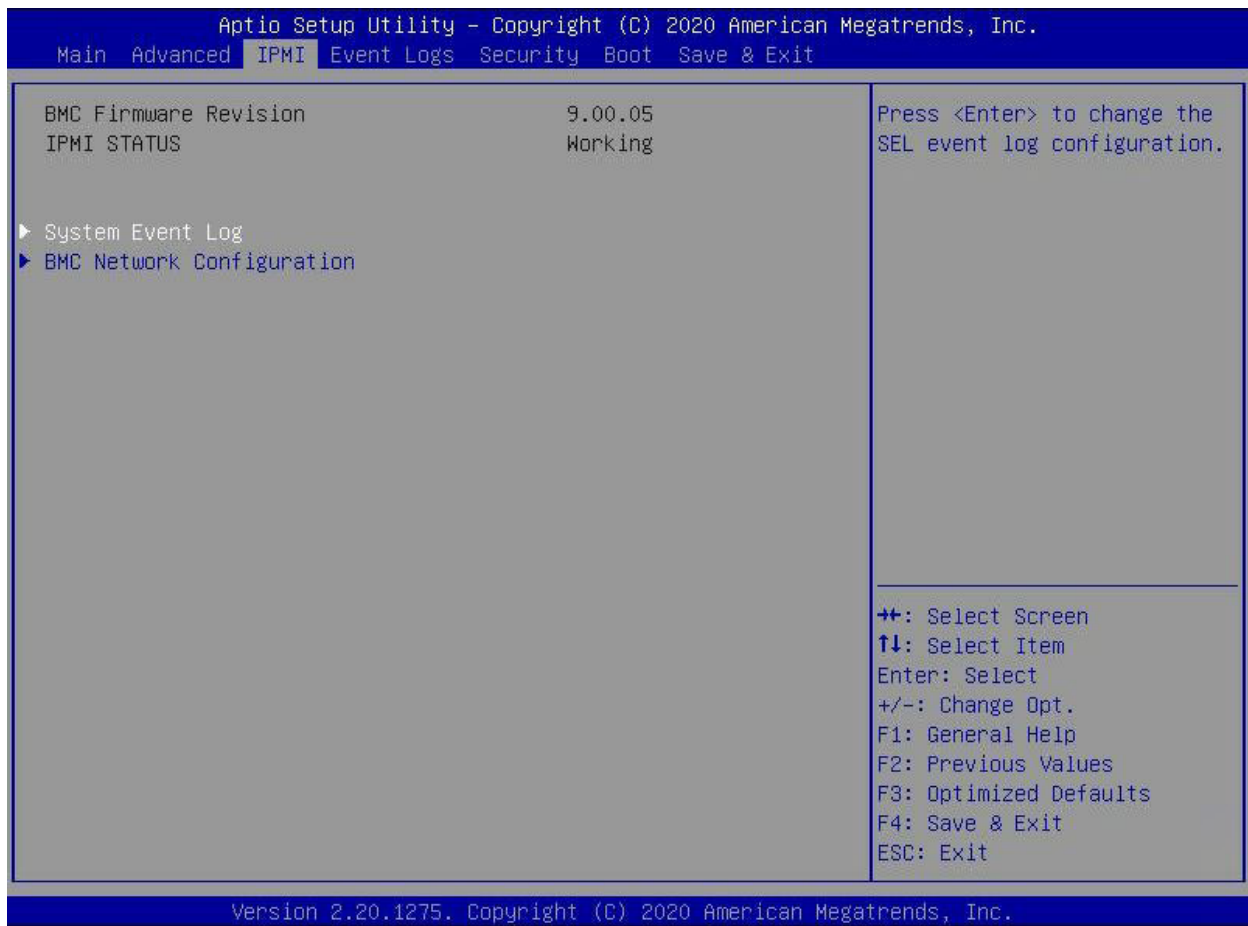 Aptio Setup Utility – Copyright (C) 2020 American Megatrends, Inc.
Main Advanced IPMI Event Logs Security Boot Save & Exit
BMC Firmware Revision 9.00.05
IPMI STATUS Working
▶ System Event Log
▶ BMC Network Configuration
Press <Enter> to change the
SEL event log configuration.
→←: Select Screen
↑↓: Select Item
Enter: Select
+/-: Change Opt.
F1: General Help
F2: Previous Values
F3: Optimized Defaults
F4: Save & Exit
ESC: Exit
Version 2.20.1275. Copyright (C) 2020 American Megatrends, Inc.